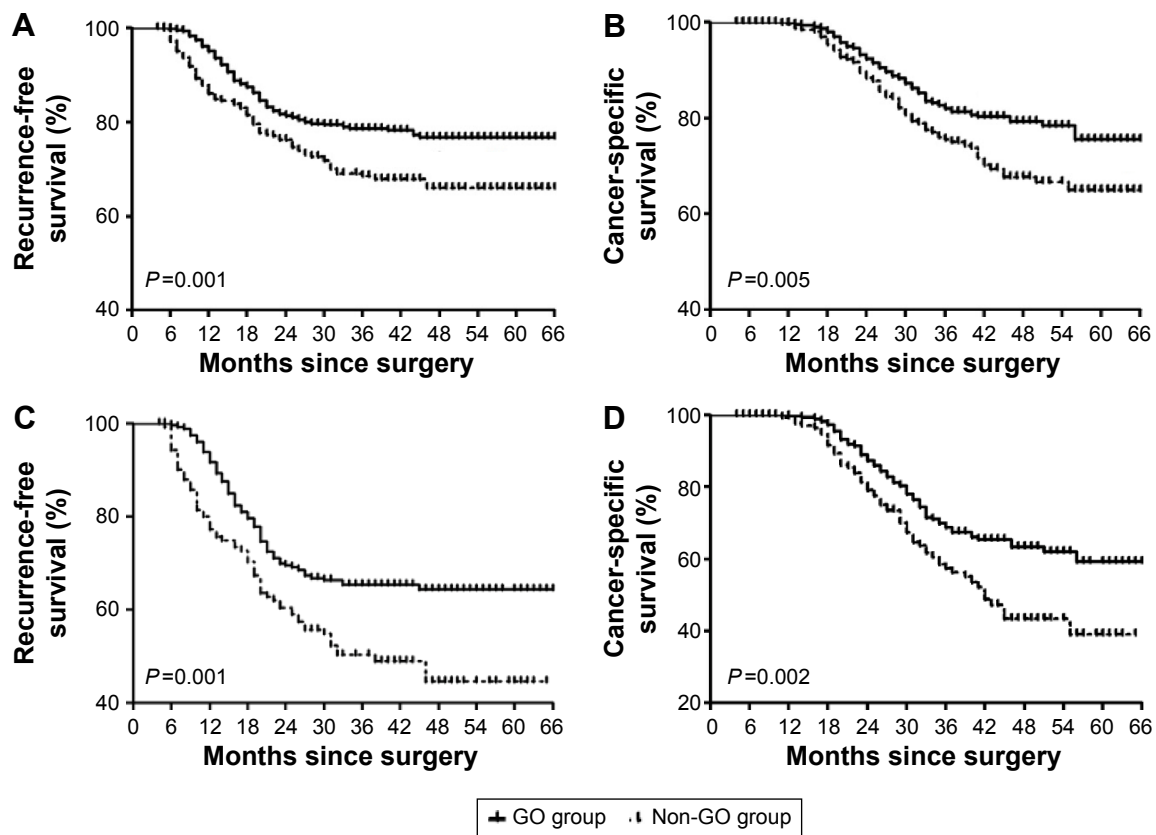 A
Recurrence-free
survival (%)
100
80
60
40
P=0.001
0 6 12 18 24 30 36 42 48 54 60 66
Months since surgery
B
Cancer-specific
survival (%)
100
80
60
40
P=0.005
0 6 12 18 24 30 36 42 48 54 60 66
Months since surgery
C
Recurrence-free
survival (%)
100
80
60
40
P=0.001
0 6 12 18 24 30 36 42 48 54 60 66
Months since surgery
D
Cancer-specific
survival (%)
100
80
60
40
20
P=0.002
0 6 12 18 24 30 36 42 48 54 60 66
Months since surgery
GO group Non-GO group